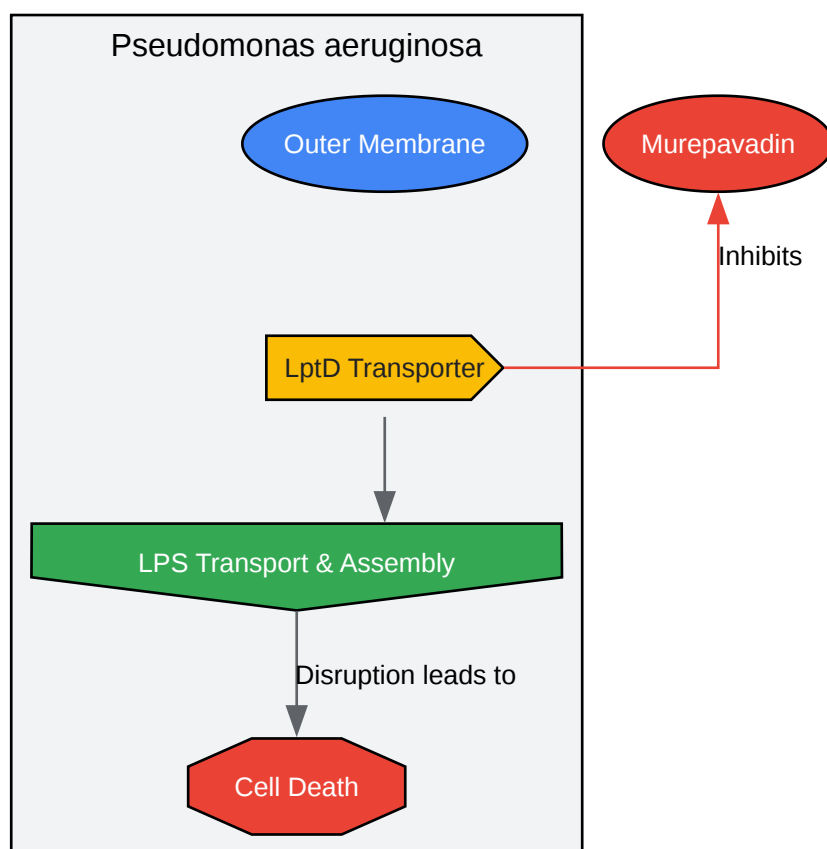 Pseudomonas aeruginosa
Outer Membrane
Murepavadin
Inhibits
LptD Transporter
LPS Transport & Assembly
Disruption leads to
Cell Death